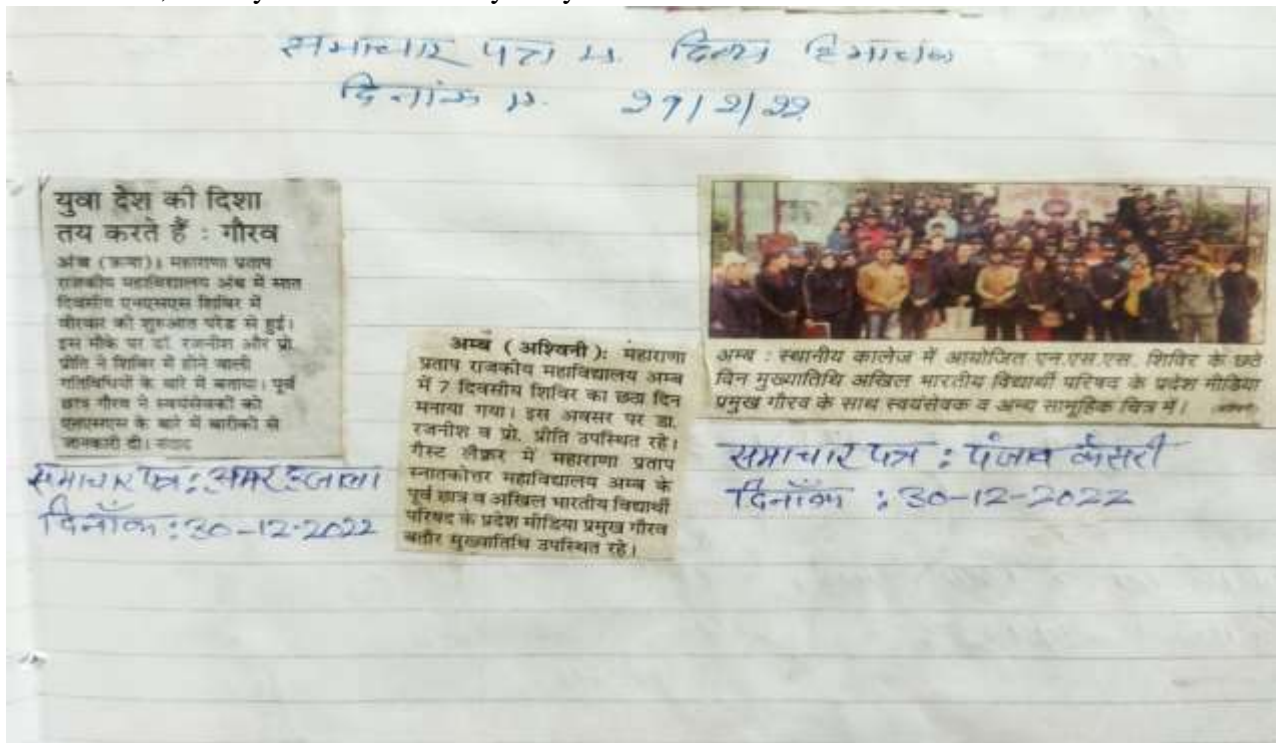 समाचार पत्र का दिव्य हिमाचल
दिनांक 27/2/22
युवा देश की दिशा
तय करते हैं : गौरव
अंब (ऊना)। महाराणा प्रताप
राजकीय महाविद्यालय अंब में सात
दिवसीय एनएसएस शिविर में
वीरवार की शुरुआत परेड से हुई।
इस मौके पर डॉ. रजनीश और प्रो.
प्रीति ने शिविर में होने वाली
गतिविधियों के बारे में बताया। पूर्व
छात्र गौरव ने स्वयंसेवकों को
एनएसएस के बारे में बारीकी से
जानकारी दी। संवाद
समाचार पत्र : अमर उजाला
दिनाँक : 30-12-2022
अम्ब (अश्विनी): महाराणा
प्रताप राजकीय महाविद्यालय अम्ब
में 7 दिवसीय शिविर का छठा दिन
मनाया गया। इस अवसर पर डा.
रजनीश व प्रो. प्रीति उपस्थित रहे।
गैस्ट लैक्चर में महाराणा प्रताप
स्नातकोत्तर महाविद्यालय अम्ब के
पूर्व छात्र व अखिल भारतीय विद्यार्थी
परिषद के प्रदेश मीडिया प्रमुख गौरव
बतौर मुख्यातिथि उपस्थित रहे।
अम्ब : स्थानीय कालेज में आयोजित एन.एस.एस. शिविर के छठे
दिन मुख्यातिथि अखिल भारतीय विद्यार्थी परिषद के प्रदेश मीडिया
प्रमुख गौरव के साथ स्वयंसेवक व अन्य सामूहिक चित्र में।
समाचार पत्र : पंजाब केसरी
दिनाँक : 30-12-2022